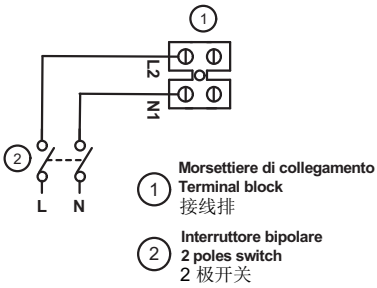 1
L2
N1
2
L N
1
Morsettiere di collegamento
Terminal block
接线排
2
Interruttore bipolare
2 poles switch
2 极开关